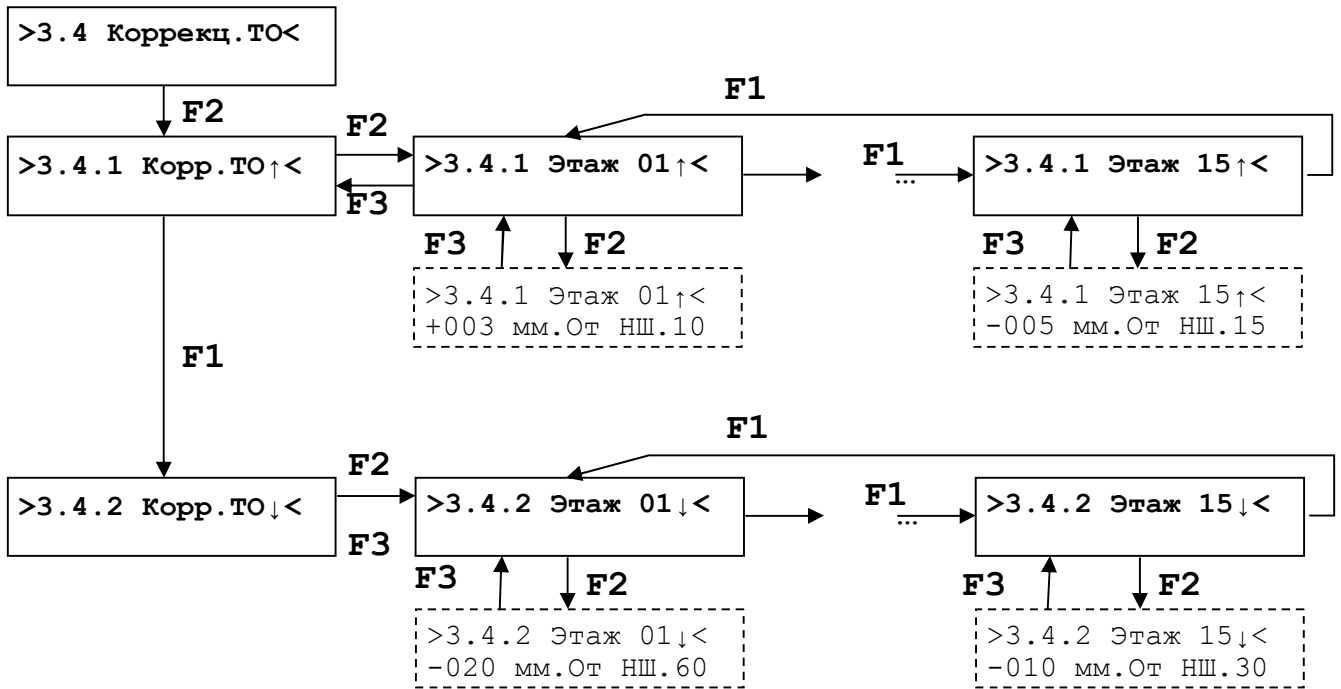 >3.4 Коррекц.ТО<
F2
F1
>3.4.1 Корр.ТО↑<
F2
F3
>3.4.1 Этаж 01↑<
F1
...
>3.4.1 Этаж 15↑<
F3
F2
F3
F2
>3.4.1 Этаж 01↑<
+003 мм.От НШ.10
>3.4.1 Этаж 15↑<
-005 мм.От НШ.15
F1
F1
>3.4.2 Корр.ТО↓<
F2
F3
>3.4.2 Этаж 01↓<
F1
...
>3.4.2 Этаж 15↓<
F3
F2
F3
F2
>3.4.2 Этаж 01↓<
-020 мм.От НШ.60
>3.4.2 Этаж 15↓<
-010 мм.От НШ.30